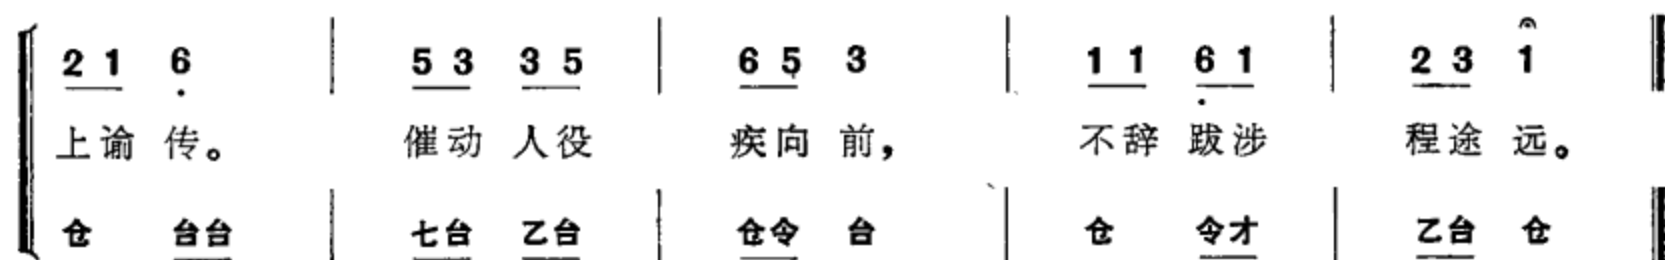 2 1 6 | 5 3 3 5 | 6 5 3 | 1 1 6 1 | 2 3 1
上谕 传。 催动 人役 疾向 前， 不辞 跋涉 程途 远。
仓 台台 | 七台 乙台 | 仓令 台 | 仓 令才 | 乙台 仓